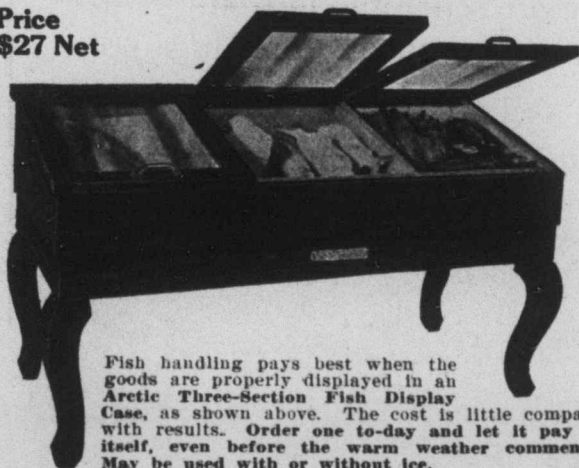 Price
$27 Net
Fish handling pays best when the
goods are properly displayed in an
Arctic Three-Section Fish Display
Case, as shown above. The cost is little compa
with results. Order one to-day and let it pay
itself, even before the warm weather commen
May be used with or without ice.